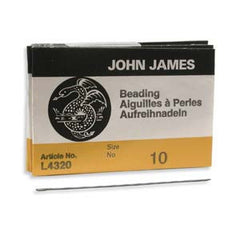 JOHN JAMES
Beading
Aiguilles à Perles
Aufreihnadeln
Article No.
L4320
Size
No
10